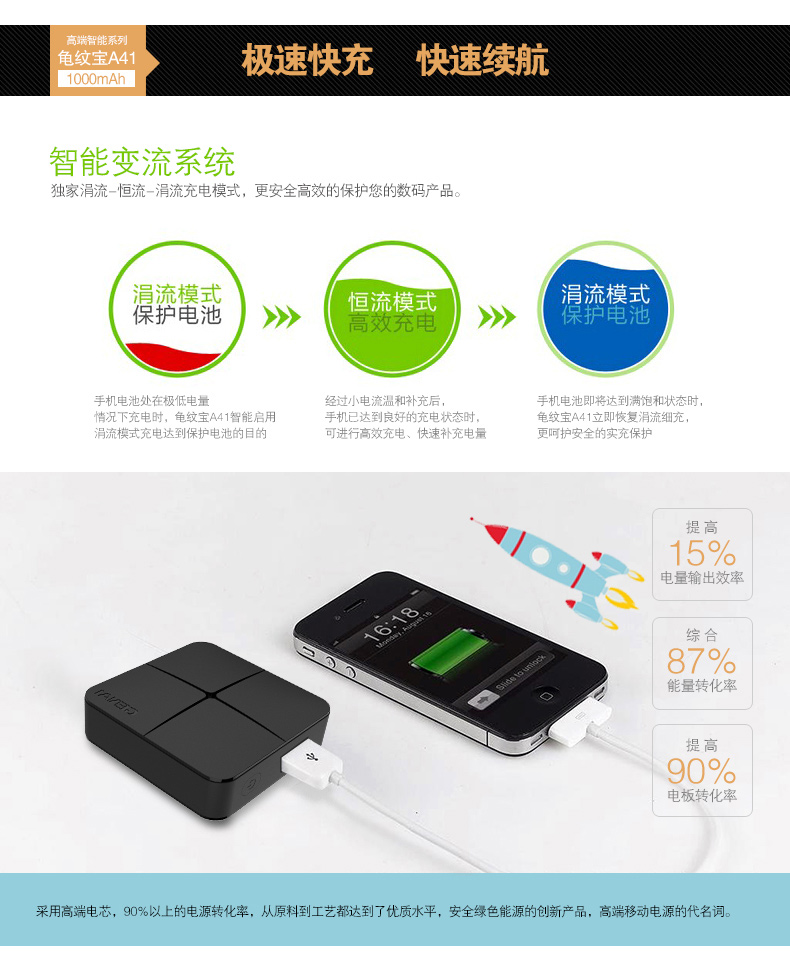 高端智能系列
龟纹宝A41
1000mAh
极速快充 快速续航
智能变流系统
独家涓流-恒流-涓流充电模式，更安全高效的保护您的数码产品。
涓流模式
保护电池
恒流模式
高效充电
涓流模式
保护电池
手机电池处在极低电量
情况下充电时，龟纹宝A41智能启用
涓流模式充电达到保护电池的目的
经过小电流温和补充后，
手机已达到良好的充电状态时，
可进行高效充电、快速补充电量
手机电池即将达到满饱和状态时，
龟纹宝A41立即恢复涓流细充，
更呵护安全的实充保护
提高
15%
电量输出效率
综合
87%
能量转化率
提高
90%
电板转化率
16:18
Monday, August 16
Slide to unlock
采用高端电芯，90%以上的电源转化率，从原料到工艺都达到了优质水平，安全绿色能源的创新产品，高端移动电源的代名词。